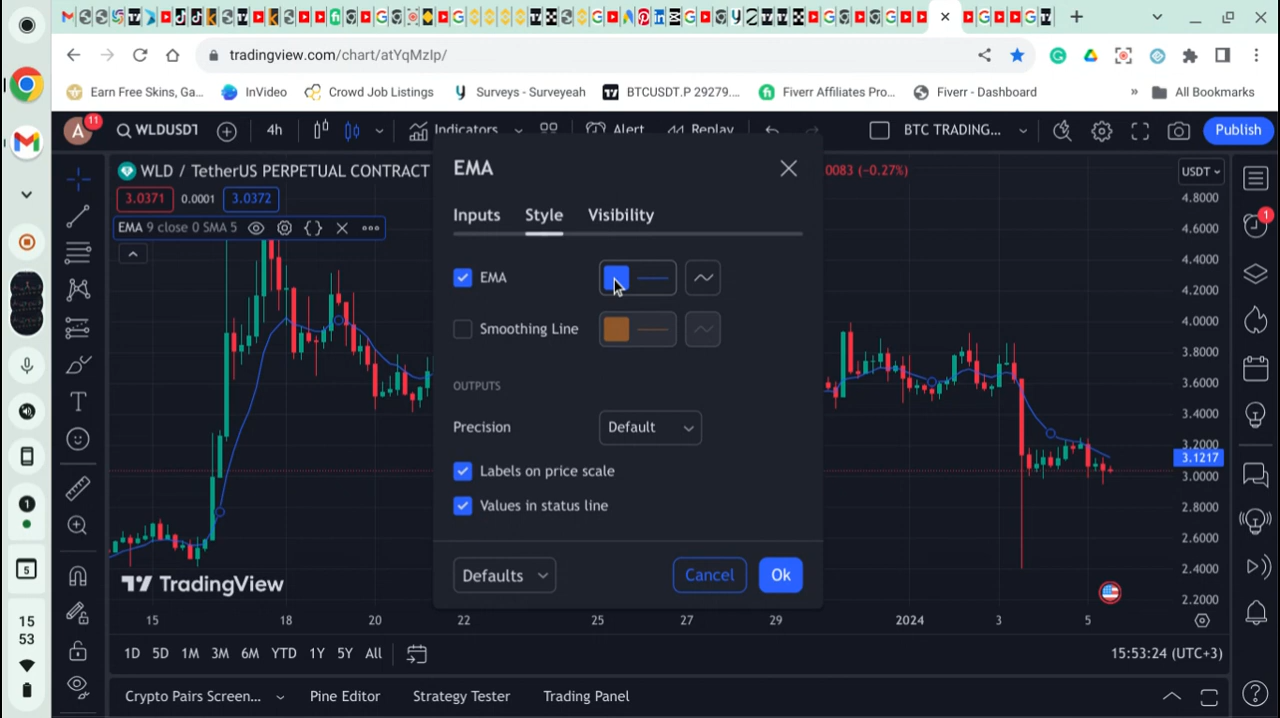 tradingview.com/chart/atYqMzIp/
Earn Free Skins, Ga...
InVideo
Crowd Job Listings
Surveys - Surveyeah
BTCUSDT.P 29279....
Fiverr Affiliates Pro...
Fiverr - Dashboard
»
All Bookmarks
A
11
WLDUSDT
4h
Indicators
Alert
Replay
BTC TRADING...
Publish
WLD / TetherUS PERPETUAL CONTRACT
0083 (−0.27%)
USDT
3.0371
0.0001
3.0372
EMA 9 close 0 SMA 5
EMA
Inputs
Style
Visibility
EMA
Smoothing Line
OUTPUTS
Precision
Default
Labels on price scale
Values in status line
Defaults
Cancel
Ok
4.8000
4.6000
4.4000
4.2000
4.0000
3.8000
3.6000
3.4000
3.2000
3.1217
3.0000
2.8000
2.6000
2.4000
2.2000
TradingView
15
18
20
22
25
27
29
2024
3
5
1D
5D
1M
3M
6M
YTD
1Y
5Y
All
15:53:24 (UTC+3)
Crypto Pairs Screen...
Pine Editor
Strategy Tester
Trading Panel
1
1
5
15
53